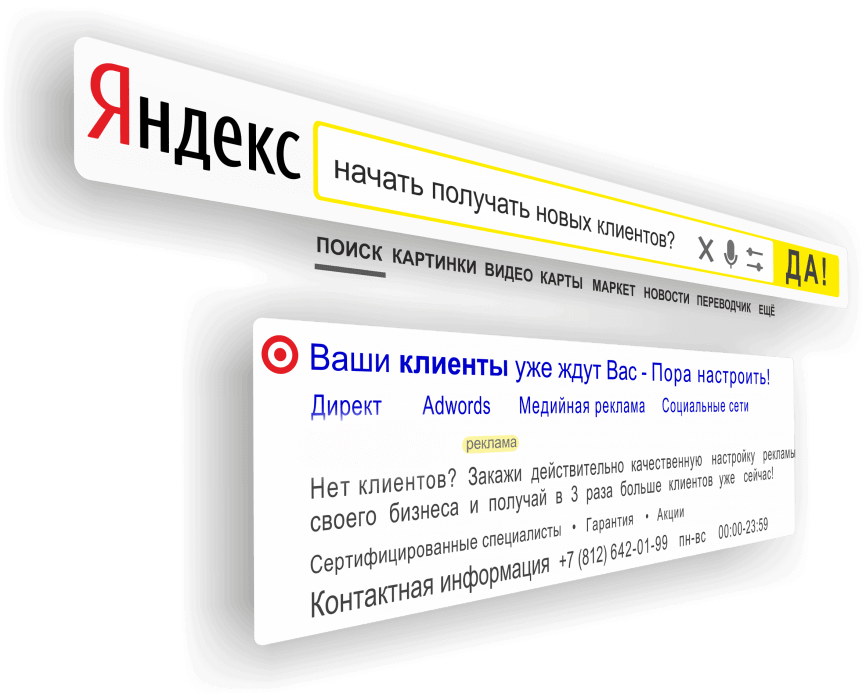 Яндекс
начать получать новых клиентов?
ДА!
ПОИСК КАРТИНКИ ВИДЕО КАРТЫ МАРКЕТ НОВОСТИ ПЕРЕВОДЧИК ЕЩЁ
Ваши клиенты уже ждут Вас - Пора настроить!
Директ Adwords Медийная реклама Социальные сети
реклама
Нет клиентов? Закажи действительно качественную настройку рекламы
своего бизнеса и получай в 3 раза больше клиентов уже сейчас!
Сертифицированные специалисты • Гарантия • Акции
Контактная информация +7 (812) 642-01-99 пн-вс 00:00-23:59